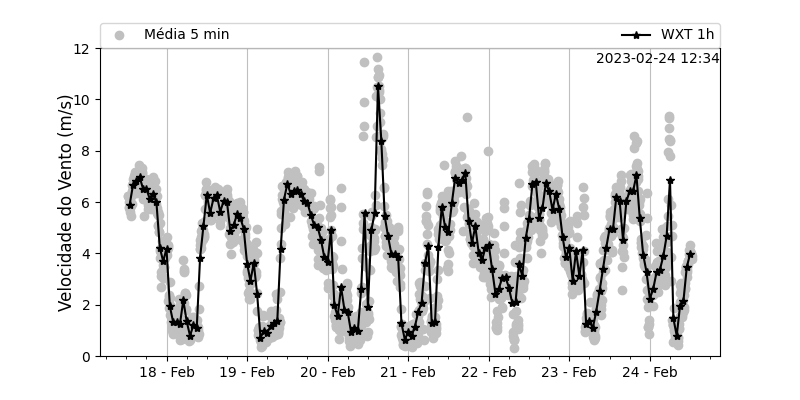 Média 5 min
WXT 1h
2023-02-24 12:34
Velocidade do Vento (m/s)
12
10
8
6
4
2
0
18 - Feb
19 - Feb
20 - Feb
21 - Feb
22 - Feb
23 - Feb
24 - Feb